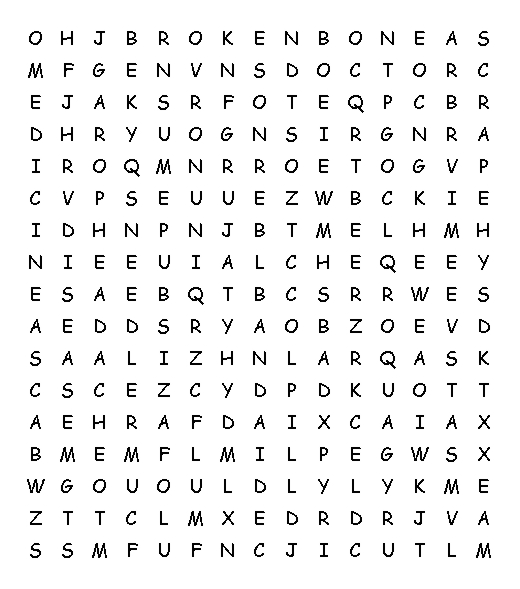 O H J B R O K E N B O N E A S
M F G E N V N S D O C T O R C
E J A K S R F O T E Q P C B R
D H R Y U O G N S I R G N R A
I R O Q M N R R O E T O G V P
C V P S E U U E Z W B C K I E
I D H N P N J B T M E L H M H
N I E E U I A L C H E Q E E Y
E S A E B Q T B C S R R W E S
A E D D S R Y A O B Z O E V D
S A A L I Z H N L A R Q A S K
C S C E Z C Y D P D K U O T T
A E H R A F D A I X C A I A X
B M E M F L M I L P E G W S X
W G O U O U L D L Y L Y K M E
Z T T C L M X E D R D R J V A
S S M F U F N C J I C U T L M